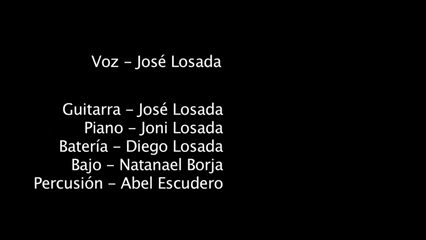 Voz - José Losada
Guitarra - José Losada
Piano - Joni Losada
Batería - Diego Losada
Bajo - Natanael Borja
Percusión - Abel Escudero